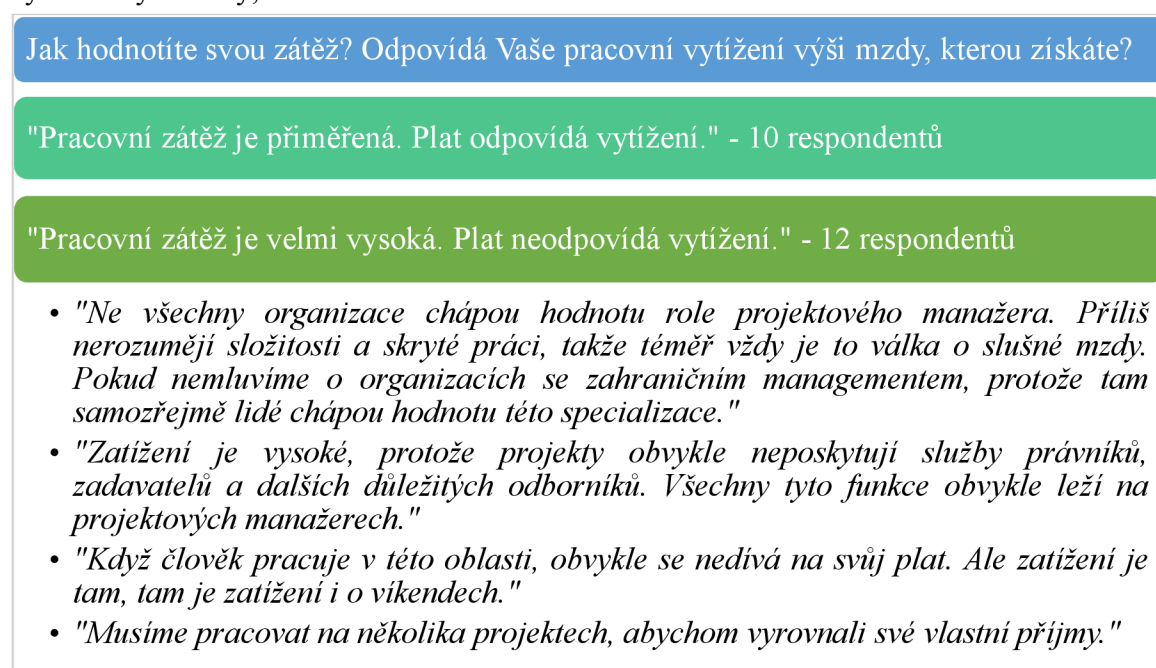 Jak hodnotíte svou zátěž? Odpovídá Vaše pracovní vytížení výši mzdy, kterou získáte?
"Pracovní zátěž je přiměřená. Plat odpovídá vytížení." - 10 respondentů
"Pracovní zátěž je velmi vysoká. Plat neodpovídá vytížení." - 12 respondentů
• "Ne všechny organizace chápou hodnotu role projektového manažera. Příliš
nerozumějí složitosti a skryté práci, takže téměř vždy je to válka o slušné mzdy.
Pokud nemluvíme o organizacích se zahraničním managementem, protože tam
samozřejmě lidé chápou hodnotu této specializace."
• "Zatížení je vysoké, protože projekty obvykle neposkytují služby právníků,
zadavatelů a dalších důležitých odborníků. Všechny tyto funkce obvykle leží na
projektových manažerech."
• "Když člověk pracuje v této oblasti, obvykle se nedívá na svůj plat. Ale zatížení je
tam, tam je zatížení i o víkendech."
• "Musíme pracovat na několika projektech, abychom vyrovnali své vlastní příjmy."